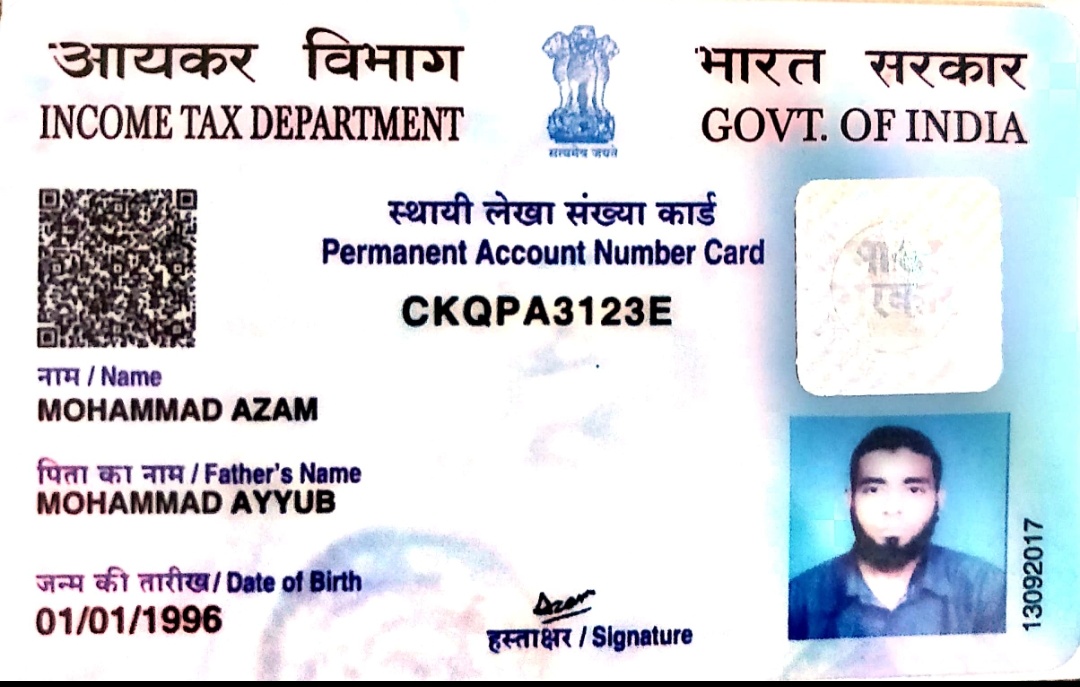 आयकर विभाग
INCOME TAX DEPARTMENT
सत्यमेव जयते
भारत सरकार
GOVT. OF INDIA
स्थायी लेखा संख्या कार्ड
Permanent Account Number Card
CKQPA3123E
नाम / Name
MOHAMMAD AZAM
पिता का नाम / Father's Name
MOHAMMAD AYYUB
जन्म की तारीख / Date of Birth
01/01/1996
Azam
हस्ताक्षर / Signature
13092017